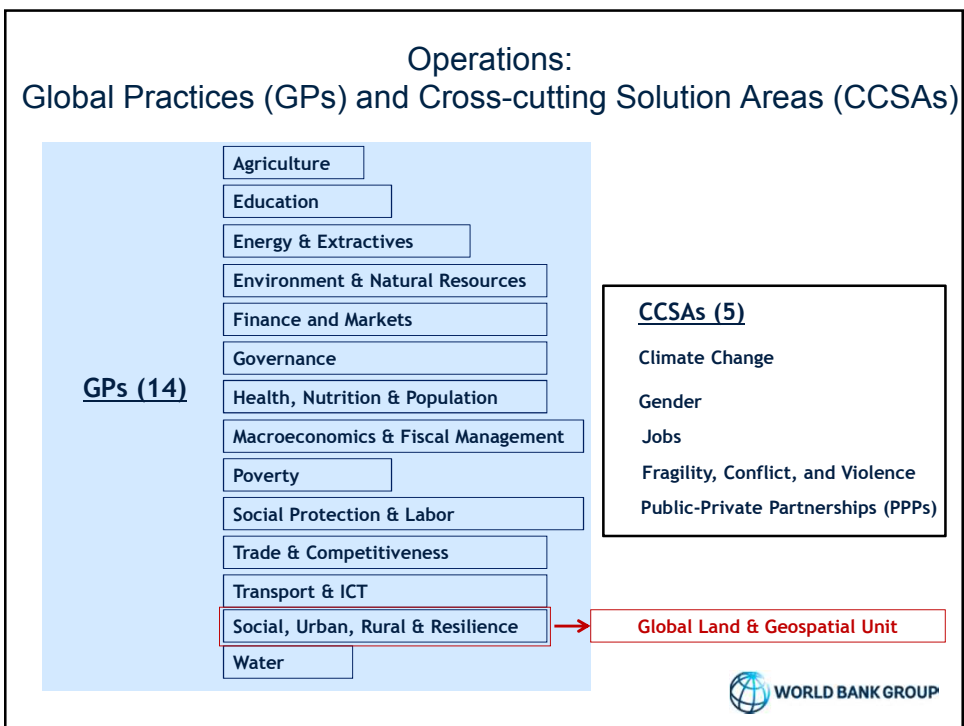 Operations:
Global Practices (GPs) and Cross-cutting Solution Areas (CCSAs)
GPs (14)
Agriculture
Education
Energy & Extractives
Environment & Natural Resources
Finance and Markets
Governance
Health, Nutrition & Population
Macroeconomics & Fiscal Management
Poverty
Social Protection & Labor
Trade & Competitiveness
Transport & ICT
Social, Urban, Rural & Resilience
Water
CCSAs (5)
Climate Change
Gender
Jobs
Fragility, Conflict, and Violence
Public-Private Partnerships (PPPs)
Global Land & Geospatial Unit
WORLD BANK GROUP